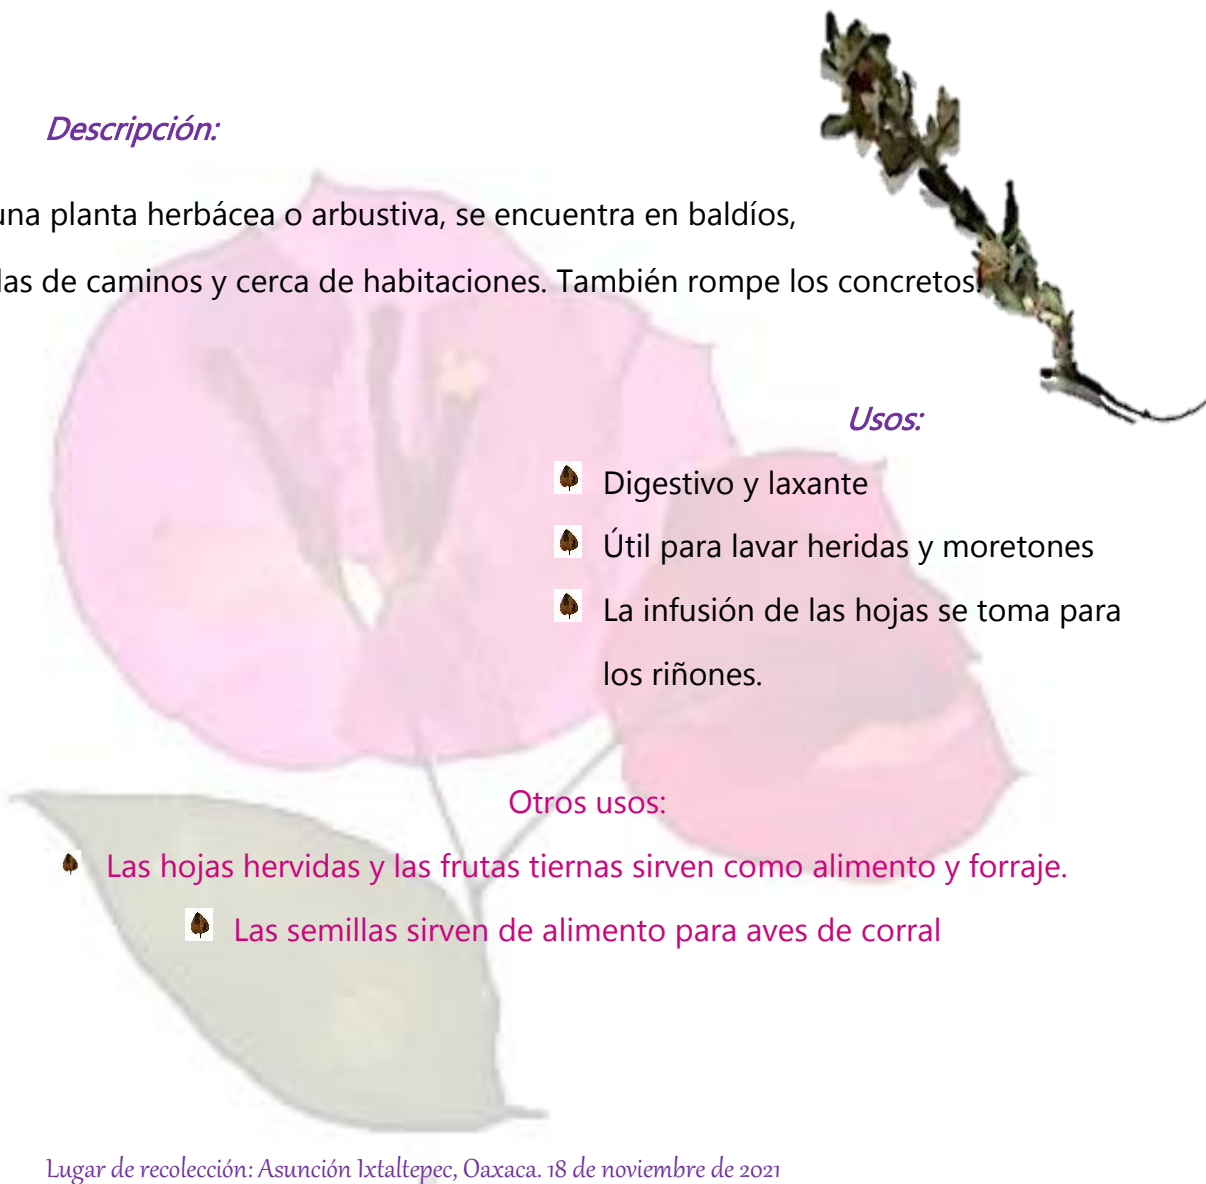 Descripción:
una planta herbácea o arbustiva, se encuentra en baldíos,
las de caminos y cerca de habitaciones. También rompe los concretos.
Usos:
Digestivo y laxante
Útil para lavar heridas y moretones
La infusión de las hojas se toma para
los riñones.
Otros usos:
Las hojas hervidas y las frutas tiernas sirven como alimento y forraje.
Las semillas sirven de alimento para aves de corral
Lugar de recolección: Asunción Ixtaltepec, Oaxaca. 18 de noviembre de 2021